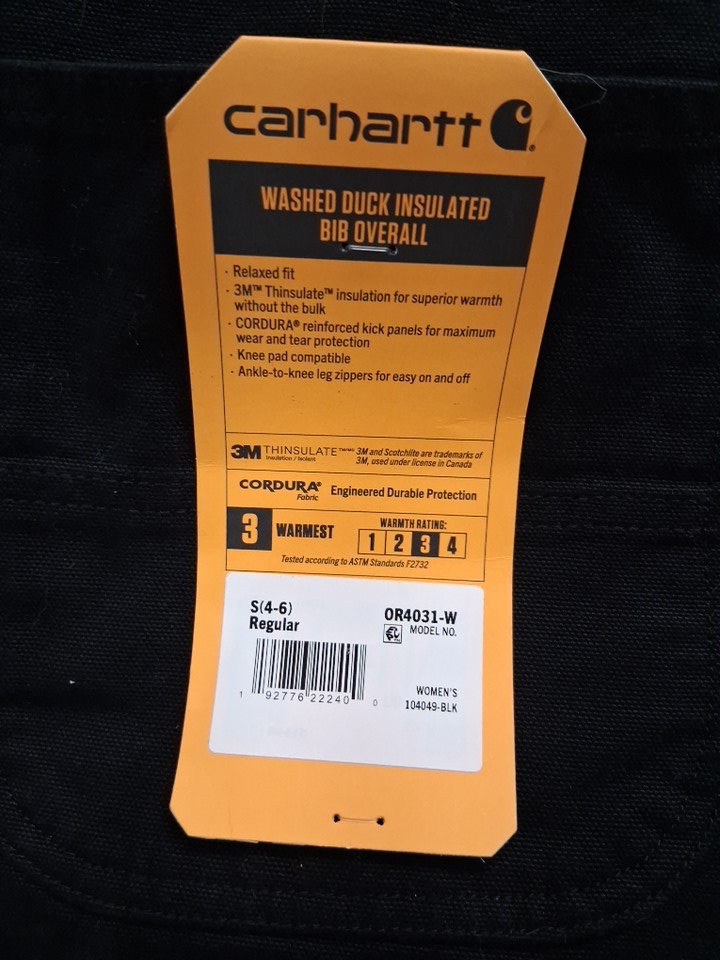 carhartt
WASHED DUCK INSULATED
BIB OVERALL
· Relaxed fit
· 3M™ Thinsulate™ insulation for superior warmth
without the bulk
· CORDURA® reinforced kick panels for maximum
wear and tear protection
· Knee pad compatible
· Ankle-to-knee leg zippers for easy on and off
3M THINSULATE™/MC
Insulation / Isolant
3M and Scotchlite are trademarks of
3M, used under license in Canada
CORDURA®
Fabric
Engineered Durable Protection
3 WARMEST
WARMTH RATING:
1 2 3 4
Tested according to ASTM Standards F2732
S(4-6)
Regular
OR4031-W
MODEL NO.
1 92776 22240 0
WOMEN'S
104049-BLK